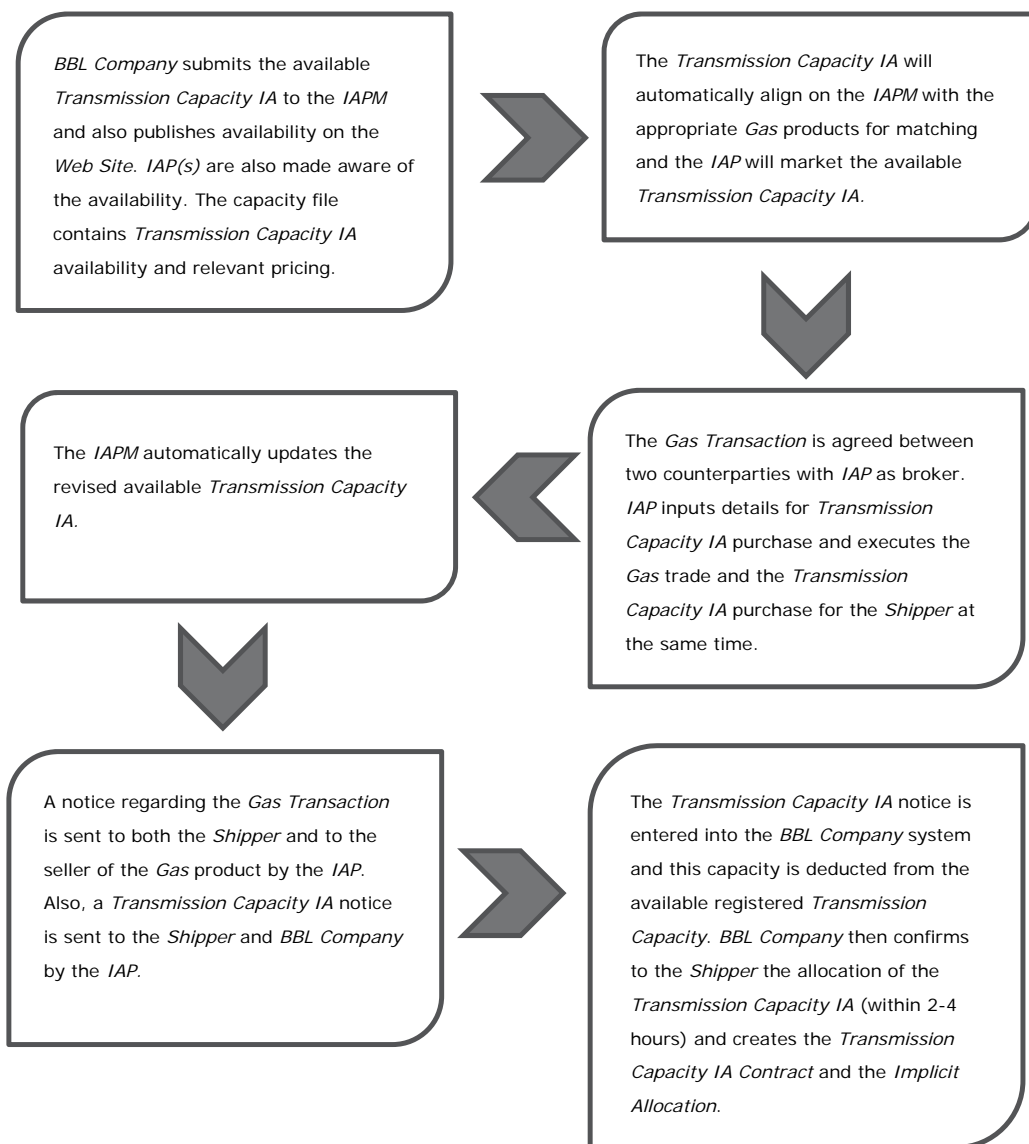 BBL Company submits the available
Transmission Capacity IA to the IAPM
and also publishes availability on the
Web Site. IAP(s) are also made aware of
the availability. The capacity file
contains Transmission Capacity IA
availability and relevant pricing.
The Transmission Capacity IA will
automatically align on the IAPM with the
appropriate Gas products for matching
and the IAP will market the available
Transmission Capacity IA.
The Gas Transaction is agreed between
two counterparties with IAP as broker.
IAP inputs details for Transmission
Capacity IA purchase and executes the
Gas trade and the Transmission
Capacity IA purchase for the Shipper at
the same time.
The IAPM automatically updates the
revised available Transmission Capacity
IA.
A notice regarding the Gas Transaction
is sent to both the Shipper and to the
seller of the Gas product by the IAP.
Also, a Transmission Capacity IA notice
is sent to the Shipper and BBL Company
by the IAP.
The Transmission Capacity IA notice is
entered into the BBL Company system
and this capacity is deducted from the
available registered Transmission
Capacity. BBL Company then confirms
to the Shipper the allocation of the
Transmission Capacity IA (within 2-4
hours) and creates the Transmission
Capacity IA Contract and the Implicit
Allocation.